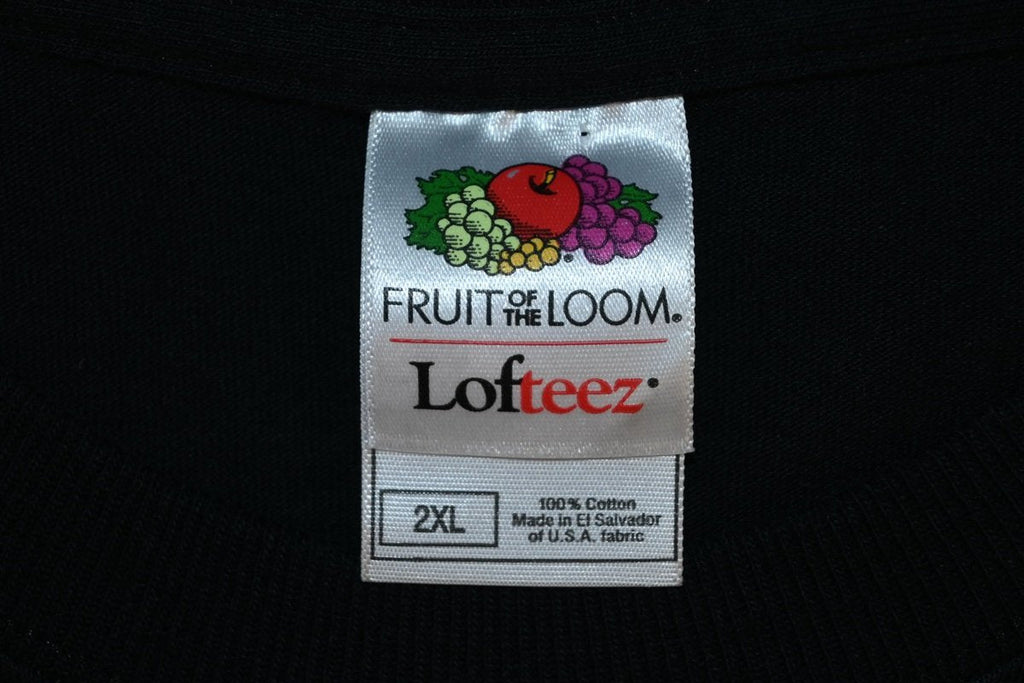 FRUIT OF THE LOOM®
Lofteez®
2XL
100% Cotton
Made in El Salvador
of U.S.A. fabric